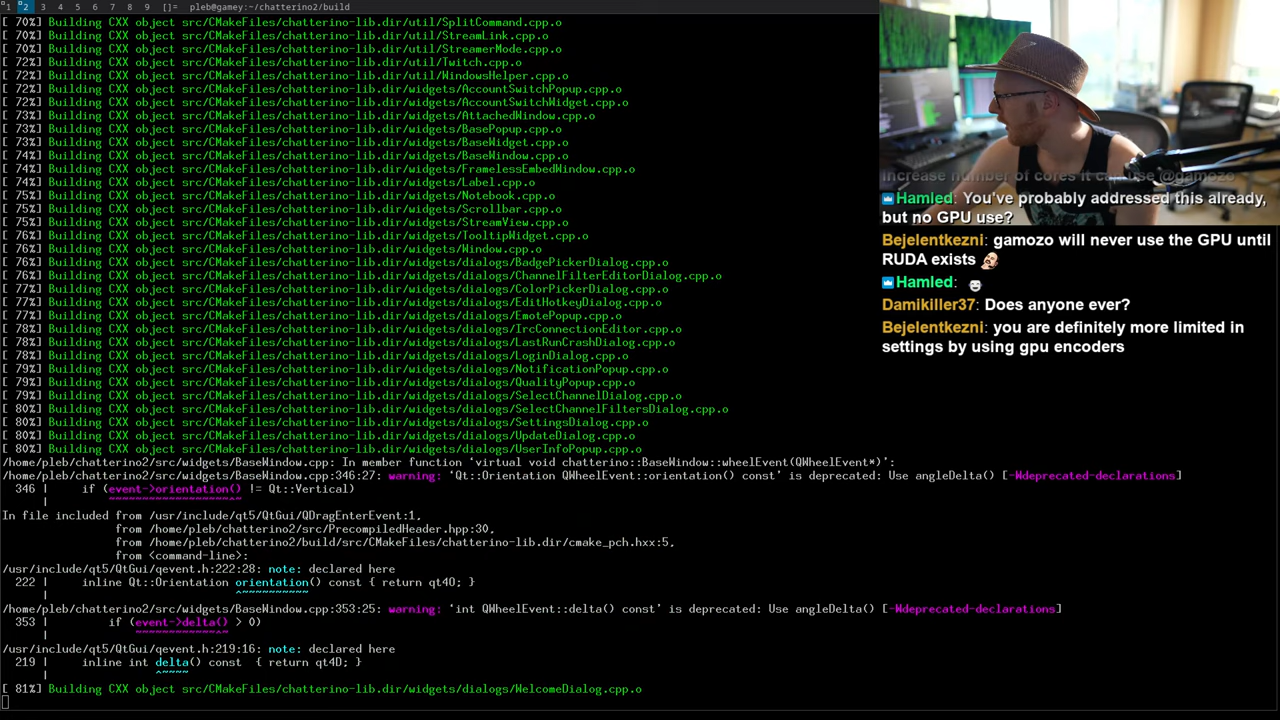 1 2 3 4 5 6 7 8 9 []= pleb@gamey:~/chatterino2/build
[ 70%] Building CXX object src/CMakeFiles/chatterino-lib.dir/util/SplitCommand.cpp.o
[ 70%] Building CXX object src/CMakeFiles/chatterino-lib.dir/util/StreamLink.cpp.o
[ 70%] Building CXX object src/CMakeFiles/chatterino-lib.dir/util/StreamerMode.cpp.o
[ 72%] Building CXX object src/CMakeFiles/chatterino-lib.dir/util/Twitch.cpp.o
[ 72%] Building CXX object src/CMakeFiles/chatterino-lib.dir/util/WindowsHelper.cpp.o
[ 72%] Building CXX object src/CMakeFiles/chatterino-lib.dir/widgets/AccountSwitchPopup.cpp.o
[ 72%] Building CXX object src/CMakeFiles/chatterino-lib.dir/widgets/AccountSwitchWidget.cpp.o
[ 73%] Building CXX object src/CMakeFiles/chatterino-lib.dir/widgets/AttachedWindow.cpp.o
[ 73%] Building CXX object src/CMakeFiles/chatterino-lib.dir/widgets/BasePopup.cpp.o
[ 73%] Building CXX object src/CMakeFiles/chatterino-lib.dir/widgets/BaseWidget.cpp.o
[ 74%] Building CXX object src/CMakeFiles/chatterino-lib.dir/widgets/BaseWindow.cpp.o
[ 74%] Building CXX object src/CMakeFiles/chatterino-lib.dir/widgets/FramelessEmbedWindow.cpp.o
[ 74%] Building CXX object src/CMakeFiles/chatterino-lib.dir/widgets/Label.cpp.o
[ 75%] Building CXX object src/CMakeFiles/chatterino-lib.dir/widgets/Notebook.cpp.o
[ 75%] Building CXX object src/CMakeFiles/chatterino-lib.dir/widgets/Scrollbar.cpp.o
[ 75%] Building CXX object src/CMakeFiles/chatterino-lib.dir/widgets/StreamView.cpp.o
[ 76%] Building CXX object src/CMakeFiles/chatterino-lib.dir/widgets/TooltipWidget.cpp.o
[ 76%] Building CXX object src/CMakeFiles/chatterino-lib.dir/widgets/Window.cpp.o
[ 76%] Building CXX object src/CMakeFiles/chatterino-lib.dir/widgets/dialogs/BadgePickerDialog.cpp.o
[ 76%] Building CXX object src/CMakeFiles/chatterino-lib.dir/widgets/dialogs/ChannelFilterEditorDialog.cpp.o
[ 77%] Building CXX object src/CMakeFiles/chatterino-lib.dir/widgets/dialogs/ColorPickerDialog.cpp.o
[ 77%] Building CXX object src/CMakeFiles/chatterino-lib.dir/widgets/dialogs/EditHotkeyDialog.cpp.o
[ 77%] Building CXX object src/CMakeFiles/chatterino-lib.dir/widgets/dialogs/EmotePopup.cpp.o
[ 78%] Building CXX object src/CMakeFiles/chatterino-lib.dir/widgets/dialogs/IrcConnectionEditor.cpp.o
[ 78%] Building CXX object src/CMakeFiles/chatterino-lib.dir/widgets/dialogs/LastRunCrashDialog.cpp.o
[ 78%] Building CXX object src/CMakeFiles/chatterino-lib.dir/widgets/dialogs/LoginDialog.cpp.o
[ 79%] Building CXX object src/CMakeFiles/chatterino-lib.dir/widgets/dialogs/NotificationPopup.cpp.o
[ 79%] Building CXX object src/CMakeFiles/chatterino-lib.dir/widgets/dialogs/QualityPopup.cpp.o
[ 79%] Building CXX object src/CMakeFiles/chatterino-lib.dir/widgets/dialogs/SelectChannelDialog.cpp.o
[ 80%] Building CXX object src/CMakeFiles/chatterino-lib.dir/widgets/dialogs/SelectChannelFiltersDialog.cpp.o
[ 80%] Building CXX object src/CMakeFiles/chatterino-lib.dir/widgets/dialogs/SettingsDialog.cpp.o
[ 80%] Building CXX object src/CMakeFiles/chatterino-lib.dir/widgets/dialogs/UpdateDialog.cpp.o
[ 80%] Building CXX object src/CMakeFiles/chatterino-lib.dir/widgets/dialogs/UserInfoPopup.cpp.o
/home/pleb/chatterino2/src/widgets/BaseWindow.cpp: In member function 'virtual void chatterino::BaseWindow::wheelEvent(QWheelEvent*)':
/home/pleb/chatterino2/src/widgets/BaseWindow.cpp:346:27: warning: 'Qt::Orientation QWheelEvent::orientation() const' is deprecated: Use angleDelta() [-Wdeprecated-declarations]
346 | if (event->orientation() != Qt::Vertical)
| ~~~~~~~~~~~~~~~~~~^~
In file included from /usr/include/qt5/QtGui/QDragEnterEvent:1,
from /home/pleb/chatterino2/src/PrecompiledHeader.hpp:30,
from /home/pleb/chatterino2/build/src/CMakeFiles/chatterino-lib.dir/cmake_pch.hxx:5,
from <command-line>:
/usr/include/qt5/QtGui/qevent.h:222:28: note: declared here
222 | inline Qt::Orientation orientation() const { return qt4O; }
| ^~~~~~~~~~~
/home/pleb/chatterino2/src/widgets/BaseWindow.cpp:353:25: warning: 'int QWheelEvent::delta() const' is deprecated: Use angleDelta() [-Wdeprecated-declarations]
353 | if (event->delta() > 0)
| ~~~~~~~~~~~~^~
/usr/include/qt5/QtGui/qevent.h:219:16: note: declared here
219 | inline int delta() const { return qt4D; }
| ^~~~~
[ 81%] Building CXX object src/CMakeFiles/chatterino-lib.dir/widgets/dialogs/WelcomeDialog.cpp.o
increase number of cores it can use @gamozo
Hamled: You've probably addressed this already,
but no GPU use?
Bejelentkezni: gamozo will never use the GPU until
RUDA exists
Hamled:
Damikiller37: Does anyone ever?
Bejelentkezni: you are definitely more limited in
settings by using gpu encoders